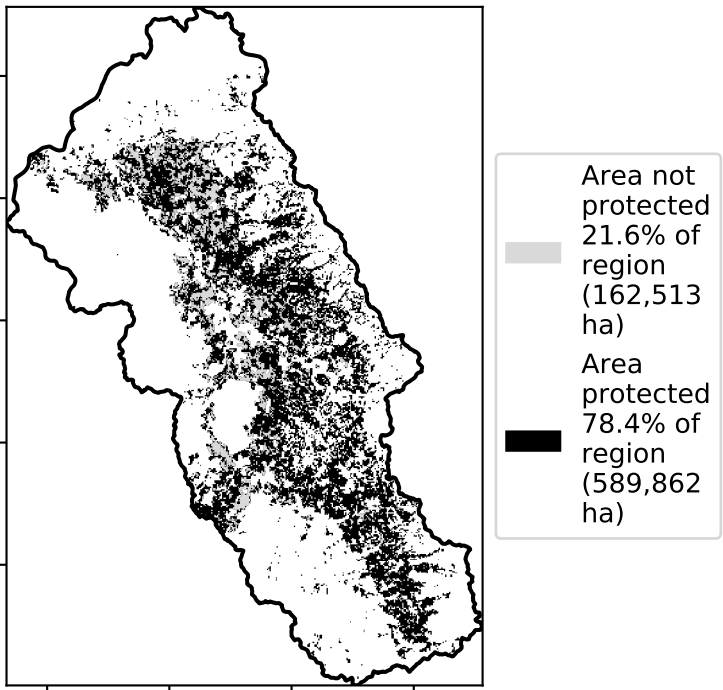 Area not
protected
21.6% of
region
(162,513
ha)
Area
protected
78.4% of
region
(589,862
ha)